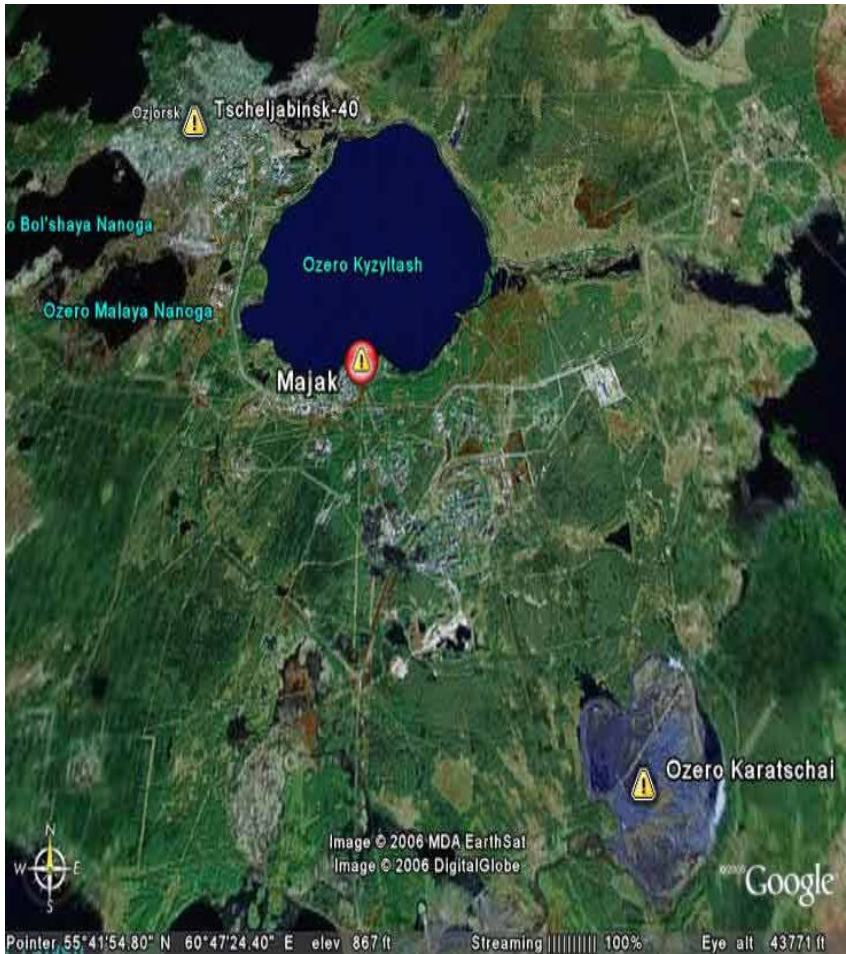 Ozjorsk
Tscheljabinsk-40
o Bol'shaya Nanoga
Ozero Kyzyltash
Ozero Malaya Nanoga
Majak
Ozero Karatschai
Image © 2006 MDA EarthSat
Image © 2006 DigitalGlobe
N
W E
S
Google
Pointer 55°41'54.80" N 60°47'24.40" E elev 867 ft Streaming |||||||||| 100% Eye alt 43771 ft